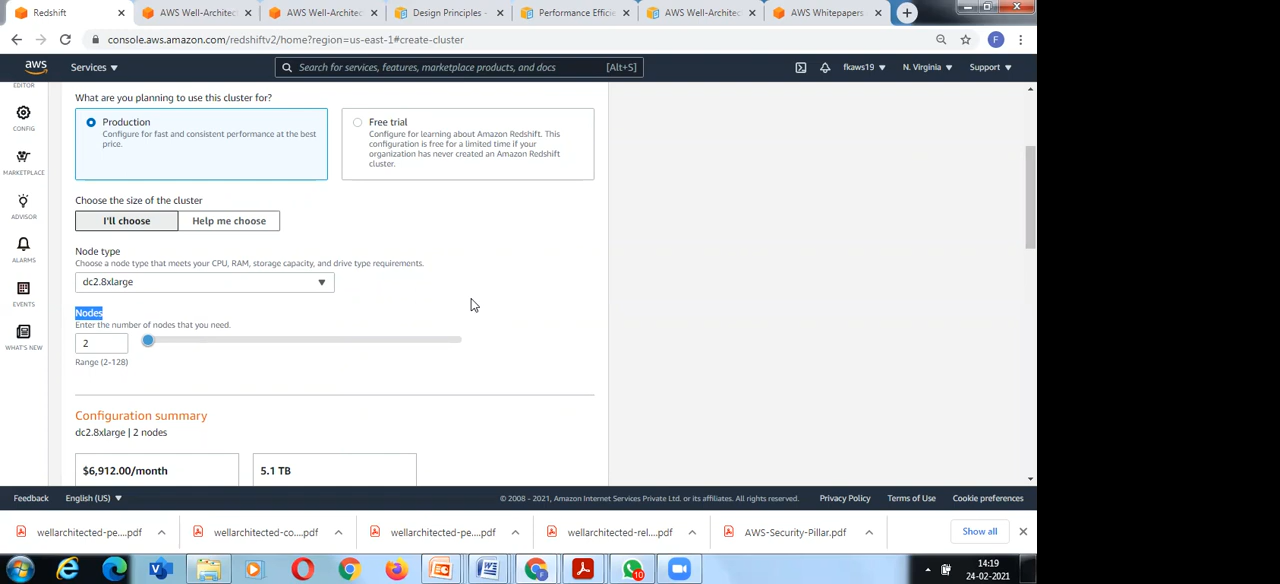 Redshift
AWS Well-Architec
AWS Well-Architec
Design Principles -
Performance Efficie
AWS Well-Architec
AWS Whitepapers
console.aws.amazon.com/redshiftv2/home?region=us-east-1#create-cluster
F
aws
Services
Search for services, features, marketplace products, and docs
[Alt+S]
fkaws19
N. Virginia
Support
EDITOR
CONFIG
MARKETPLACE
ADVISOR
ALARMS
EVENTS
WHAT'S NEW
What are you planning to use this cluster for?
Production
Configure for fast and consistent performance at the best
price.
Free trial
Configure for learning about Amazon Redshift. This
configuration is free for a limited time if your
organization has never created an Amazon Redshift
cluster.
Choose the size of the cluster
I'll choose
Help me choose
Node type
Choose a node type that meets your CPU, RAM, storage capacity, and drive type requirements.
dc2.8xlarge
Nodes
Enter the number of nodes that you need.
2
Range (2-128)
Configuration summary
dc2.8xlarge | 2 nodes
$6,912.00/month
5.1 TB
Feedback
English (US)
© 2008 - 2021, Amazon Internet Services Private Ltd. or its affiliates. All rights reserved.
Privacy Policy
Terms of Use
Cookie preferences
wellarchitected-pe....pdf
wellarchitected-co....pdf
wellarchitected-pe....pdf
wellarchitected-rel....pdf
AWS-Security-Pillar.pdf
Show all
10
14:19
24-02-2021